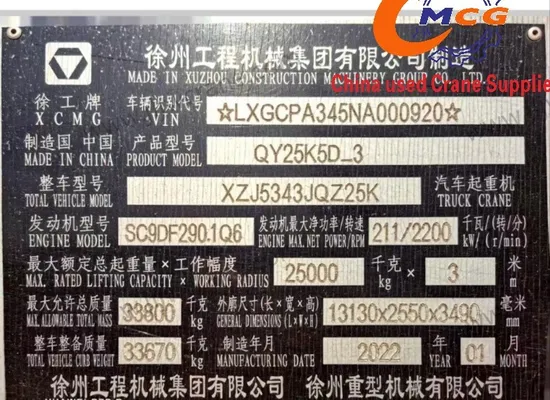 CMCG
徐州工程机械集团有限公司制造
MADE IN XUZHOU CONSTRUCTION MACHINERY GROUP CO., LTD.
China used Crane Supplie
徐工牌 XCMG 车辆识别代号 VIN ☆LXGCPA345NA000920☆
制造国 中国 MADE IN CHINA 产品型号 PRODUCT MODEL QY25K5D_3
整车型号 TOTAL VEHICLE MODEL XZJ5343JQZ25K 汽车起重机 TRUCK CRANE
发动机型号 ENGINE MODEL SC9DF290.1Q6 发动机最大净功率/转速 ENGINE MAX. NET POWER/RPM 211/2200 千瓦/(转/分) kW/(r/min)
最大额定总起重量×工作幅度 MAX. RATED LIFTING CAPACITY × WORKING RADIUS 25000 千克 kg × 3 米 m
最大允许总质量 MAX. ALLOWABLE TOTAL MASS 33800 千克 kg 外廓尺寸(长×宽×高) GENERAL DIMENSIONS (L×W×H) 13130x2550x3490 毫米 mm
整车整备质量 TOTAL VEHICLE CURB WEIGHT 33670 千克 kg 制造年月 MANUFACTURING DATE 2022 年 YEAR 01 月 MONTH
徐州工程机械集团有限公司 徐州重型机械有限公司